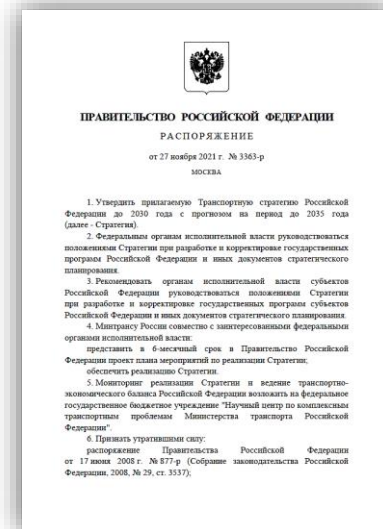 ПРАВИТЕЛЬСТВО РОССИЙСКОЙ ФЕДЕРАЦИИ
РАСПОРЯЖЕНИЕ
от 27 ноября 2021 г. № 3363-р
МОСКВА
1. Утвердить прилагаемую Транспортную стратегию Российской
Федерации до 2030 года с прогнозом на период до 2035 года
(далее - Стратегия).
2. Федеральным органам исполнительной власти руководствоваться
положениями Стратегии при разработке и корректировке государственных
программ Российской Федерации и иных документов стратегического
планирования.
3. Рекомендовать органам исполнительной власти субъектов
Российской Федерации руководствоваться положениями Стратегии
при разработке и корректировке государственных программ субъектов
Российской Федерации и иных документов стратегического планирования.
4. Минтрансу России совместно с заинтересованными федеральными
органами исполнительной власти:
представить в 6-месячный срок в Правительство Российской
Федерации проект плана мероприятий по реализации Стратегии;
обеспечить реализацию Стратегии.
5. Мониторинг реализации Стратегии и ведение транспортно-
экономического баланса Российской Федерации возложить на федеральное
государственное бюджетное учреждение "Научный центр по комплексным
транспортным проблемам Министерства транспорта Российской
Федерации".
6. Признать утратившими силу:
распоряжение Правительства Российской Федерации
от 17 июня 2008 г. № 877-р (Собрание законодательства Российской
Федерации, 2008, № 29, ст. 3537);